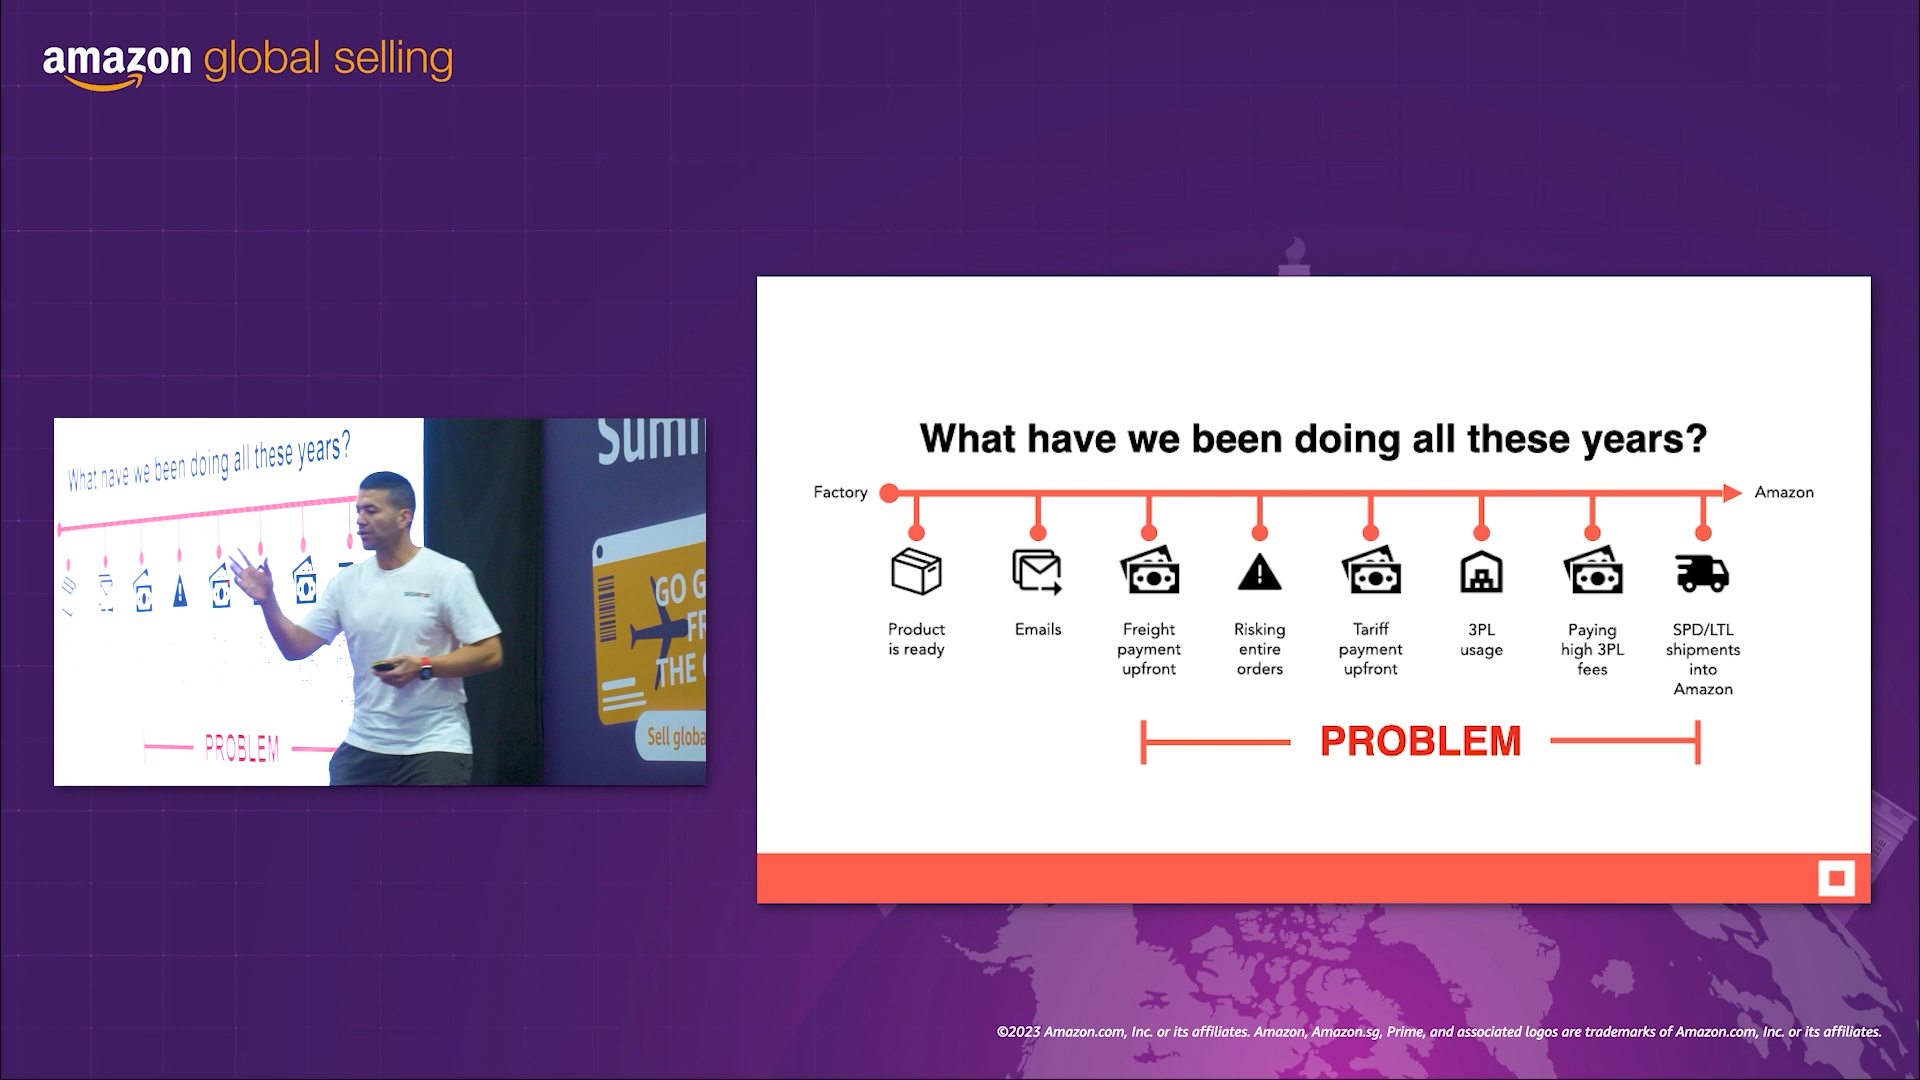 amazon global selling
What have we been doing all these years?
PROBLEM
Summ
GO G
FR
THE
Sell globa
What have we been doing all these years?
Factory
Amazon
Product
is ready
Emails
Freight
payment
upfront
Risking
entire
orders
Tariff
payment
upfront
3PL
usage
Paying
high 3PL
fees
SPD/LTL
shipments
into
Amazon
PROBLEM
©2023 Amazon.com, Inc. or its affiliates. Amazon, Amazon.sg, Prime, and associated logos are trademarks of Amazon.com, Inc. or its affiliates.